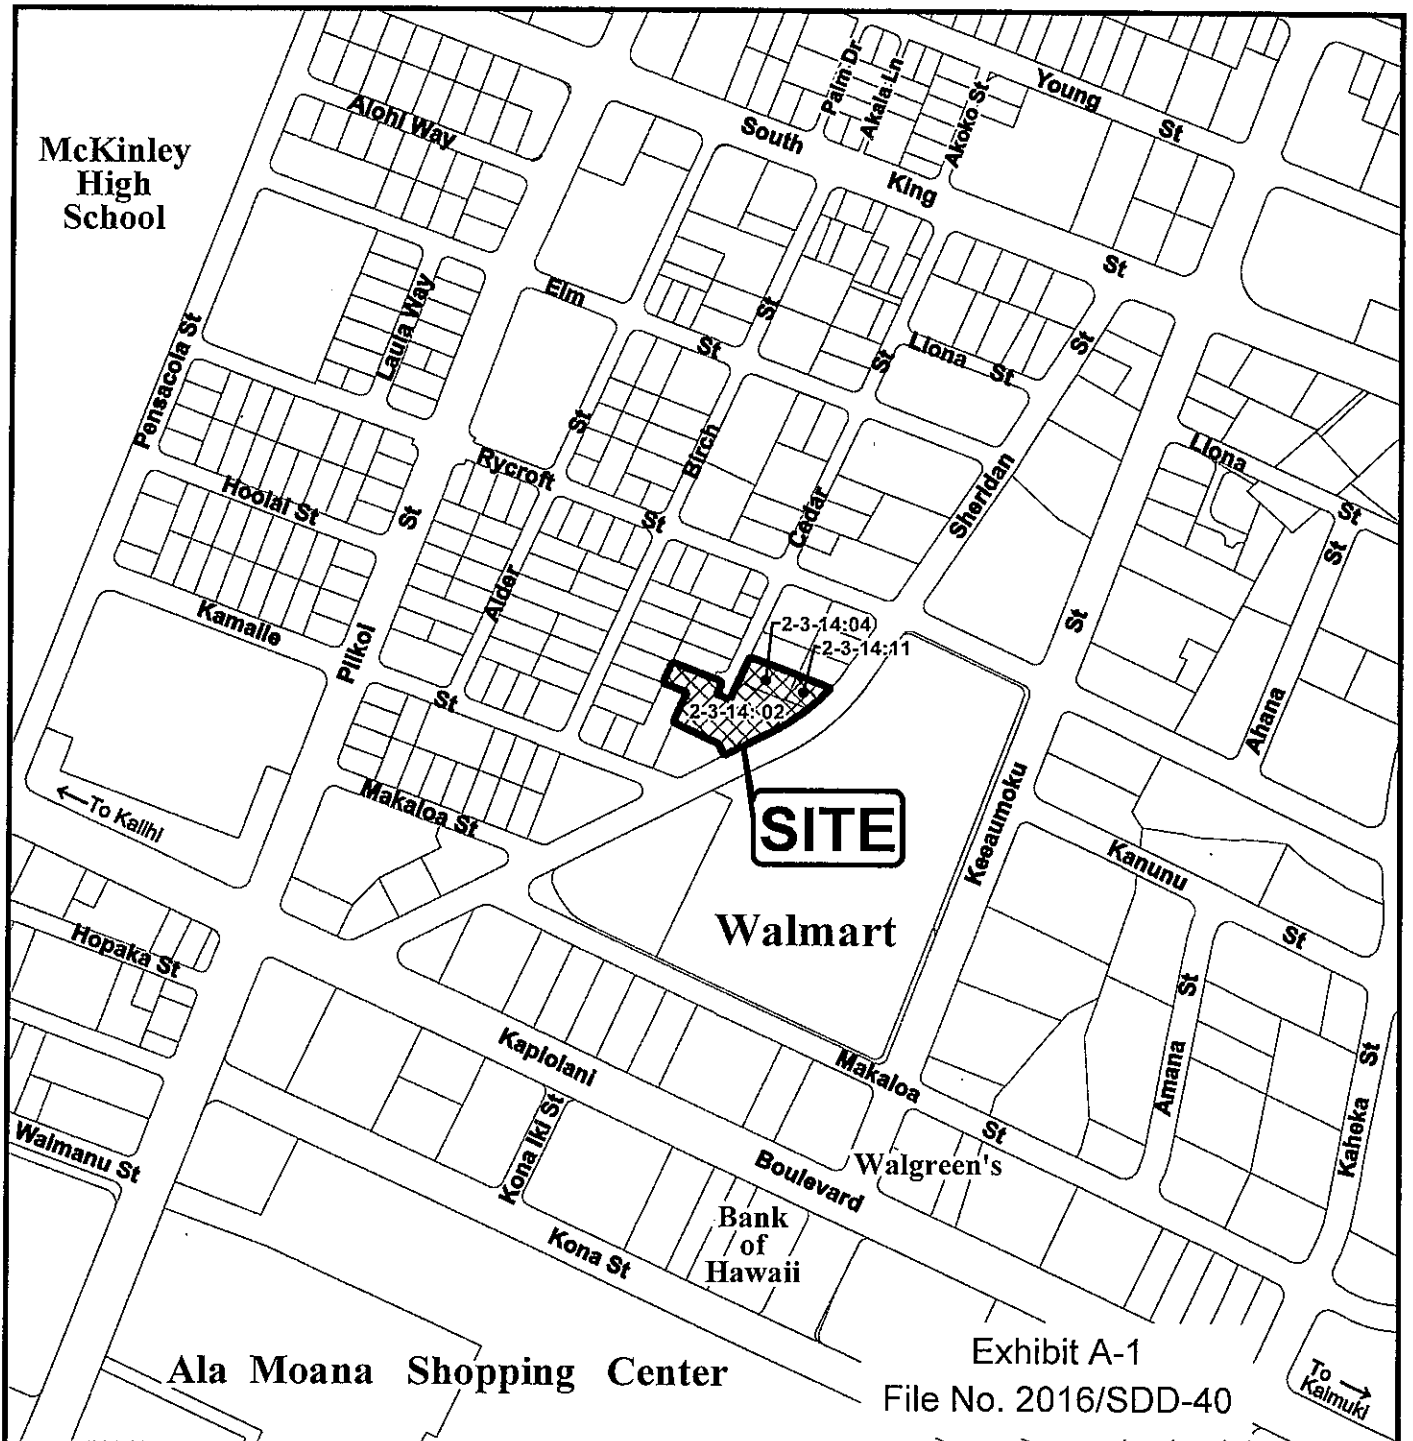 Palm Dr
Akala Ln
Akoko St
Young
St
Alohi Way
South
King
St
McKinley
High
School
Elm
St
St
Laula Way
Pensacola St
Liona
St
St
St
Liona
St
St
Birch
Rycroft
St
St
Hoolai St
St
Cedar
Sheridan
Alder
Kamaile
St
Piikoi
St
2-3-14:04
2-3-14:11
2-3-14:02
Ahana
SITE
Keeaumoku
Makaloa St
←To Kalihi
Kanunu
St
Walmart
Hopaka St
Kapiolani
Makaloa
St
Amana
St
Kaheka
St
Kona Iki St
Waimanu St
Walgreen's
Boulevard
Bank
of
Hawaii
Kona St
Ala Moana Shopping Center
Exhibit A-1
File No. 2016/SDD-40
To →
Kaimuki